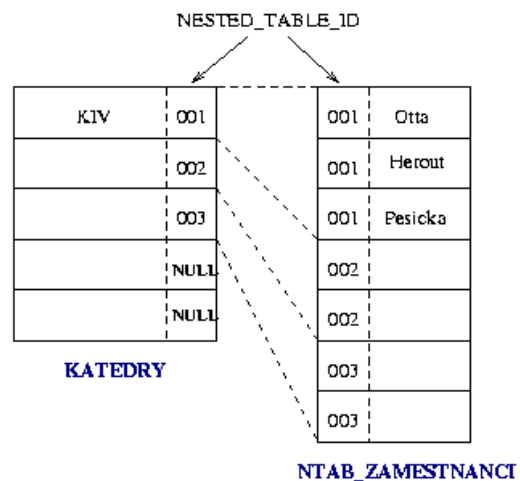 NESTED_TABLE_ID
KIV 001 001 Otta
002 001 Herout
003 001 Pesicka
NULL 002
NULL 002
KATEDRY 003
003
NTAB_ZAMESTNANCI